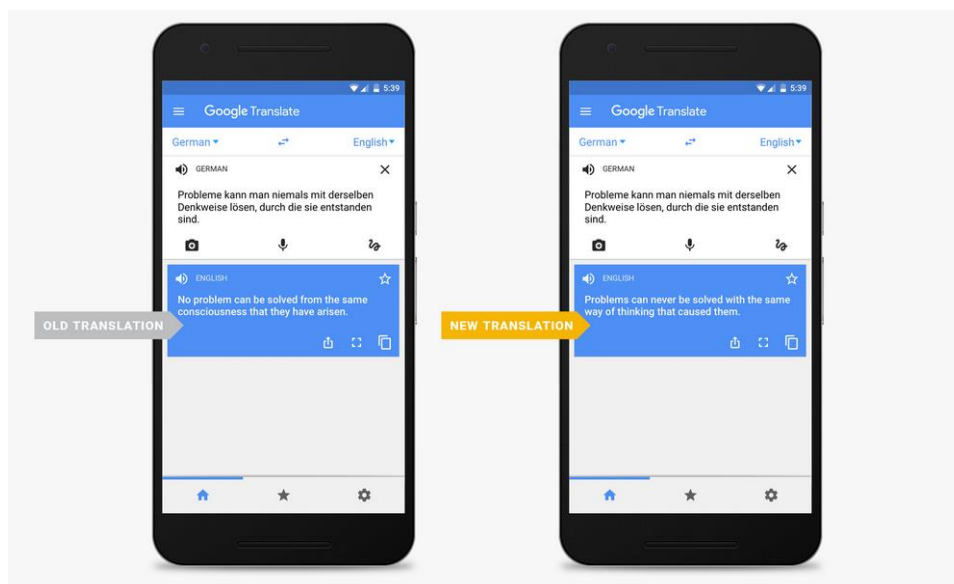 5:39
Google Translate
German
English
GERMAN
Probleme kann man niemals mit derselben
Denkweise lösen, durch die sie entstanden
sind.
ENGLISH
No problem can be solved from the same
consciousness that they have arisen.
OLD TRANSLATION
5:39
Google Translate
German
English
GERMAN
Probleme kann man niemals mit derselben
Denkweise lösen, durch die sie entstanden
sind.
ENGLISH
Problems can never be solved with the same
way of thinking that caused them.
NEW TRANSLATION